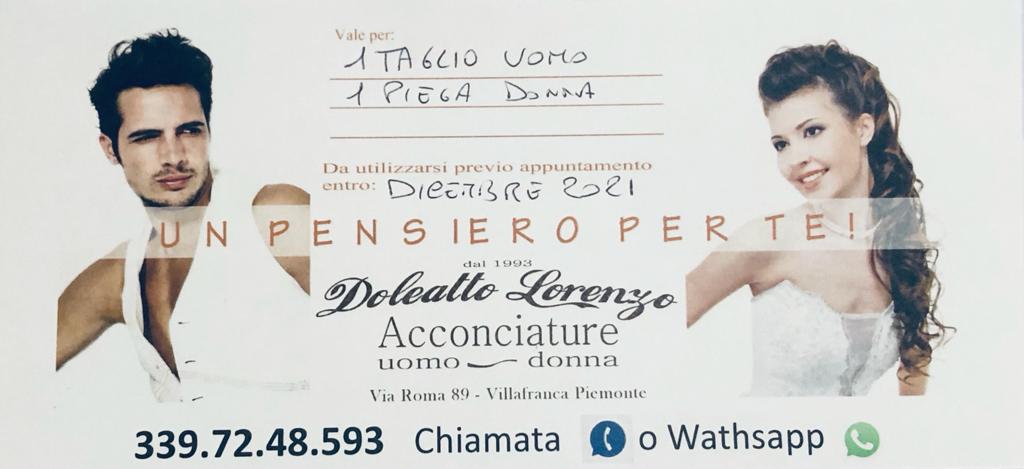 Vale per:
1 TAGLIO UOMO
1 PIEGA DONNA
Da utilizzarsi previo appuntamento
entro: DICEMBRE 2021
UN PENSIERO PER TE!
dal 1993
Doleatto Lorenzo
Acconciature
uomo donna
Via Roma 89 - Villafranca Piemonte
339.72.48.593 Chiamata o Wathsapp